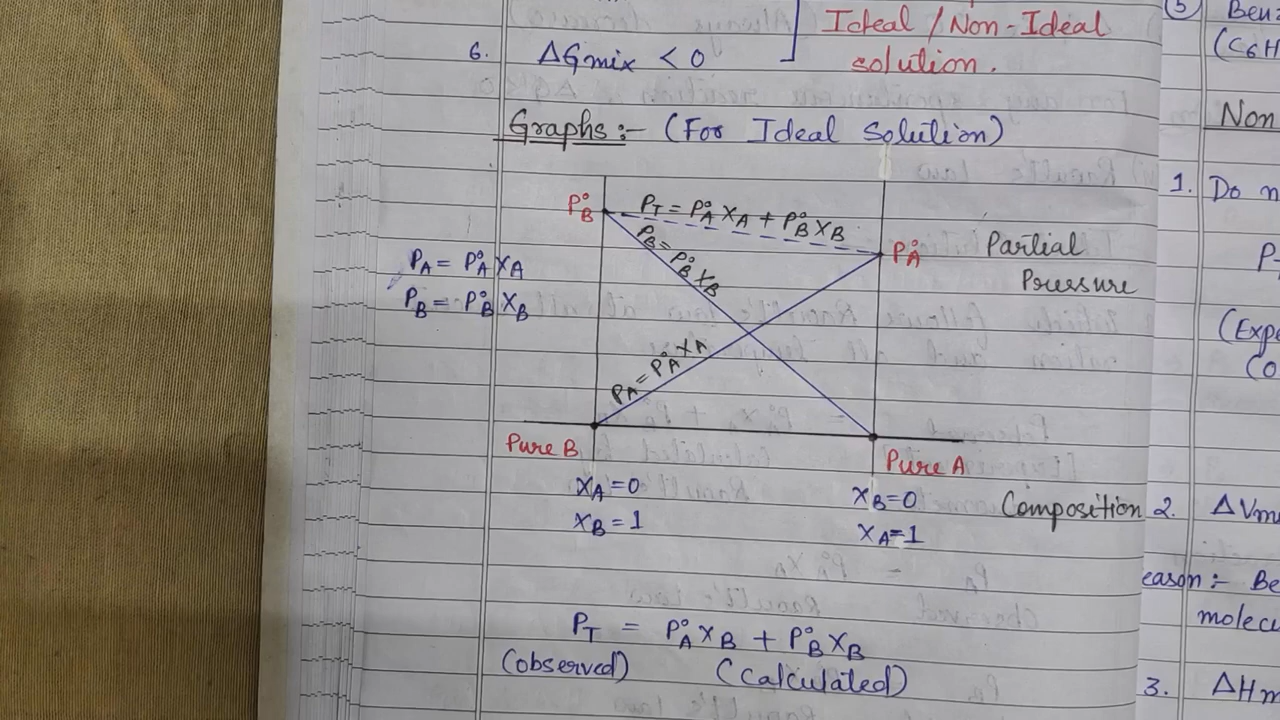 Ideal / Non-Ideal
6. ΔGmix < 0 solution.
Graphs :- (For Ideal Solution)
P°B PT = P°A XA + P°B XB
PB = P°B XB
P°A Partial
Pressure
PA = P°A XA
PB = P°B XB
PA = P°A XA
Pure B Pure A
XA = 0 XB = 0 Composition
XB = 1 XA = 1
PT = P°A XB + P°B XB
(observed) (calculated)
5
(C6H
Non
1. Do n
P
(Exp
2. ΔVm
eason :- Be
molecu
3. ΔHm